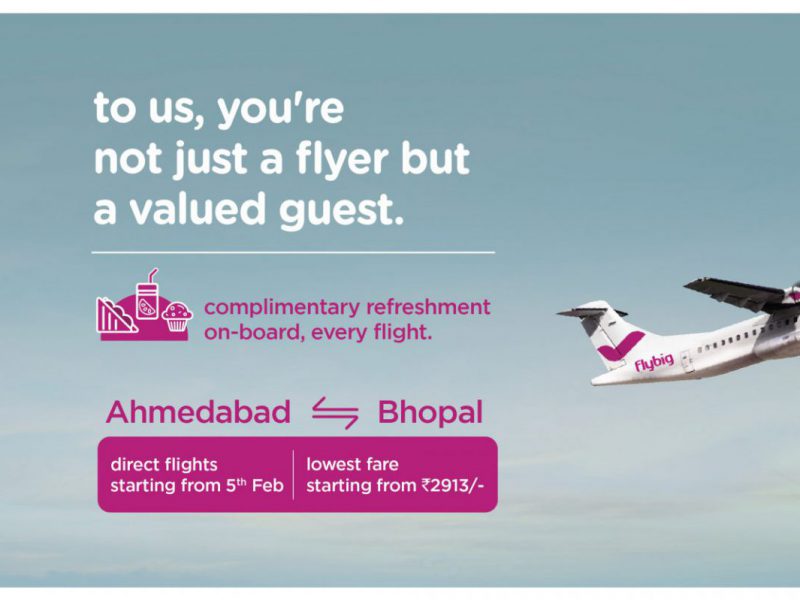 to us, you're
not just a flyer but
a valued guest.
complimentary refreshment
on-board, every flight.
flybig
Ahmedabad Bhopal
direct flights
starting from 5th Feb
lowest fare
starting from ₹2913/-